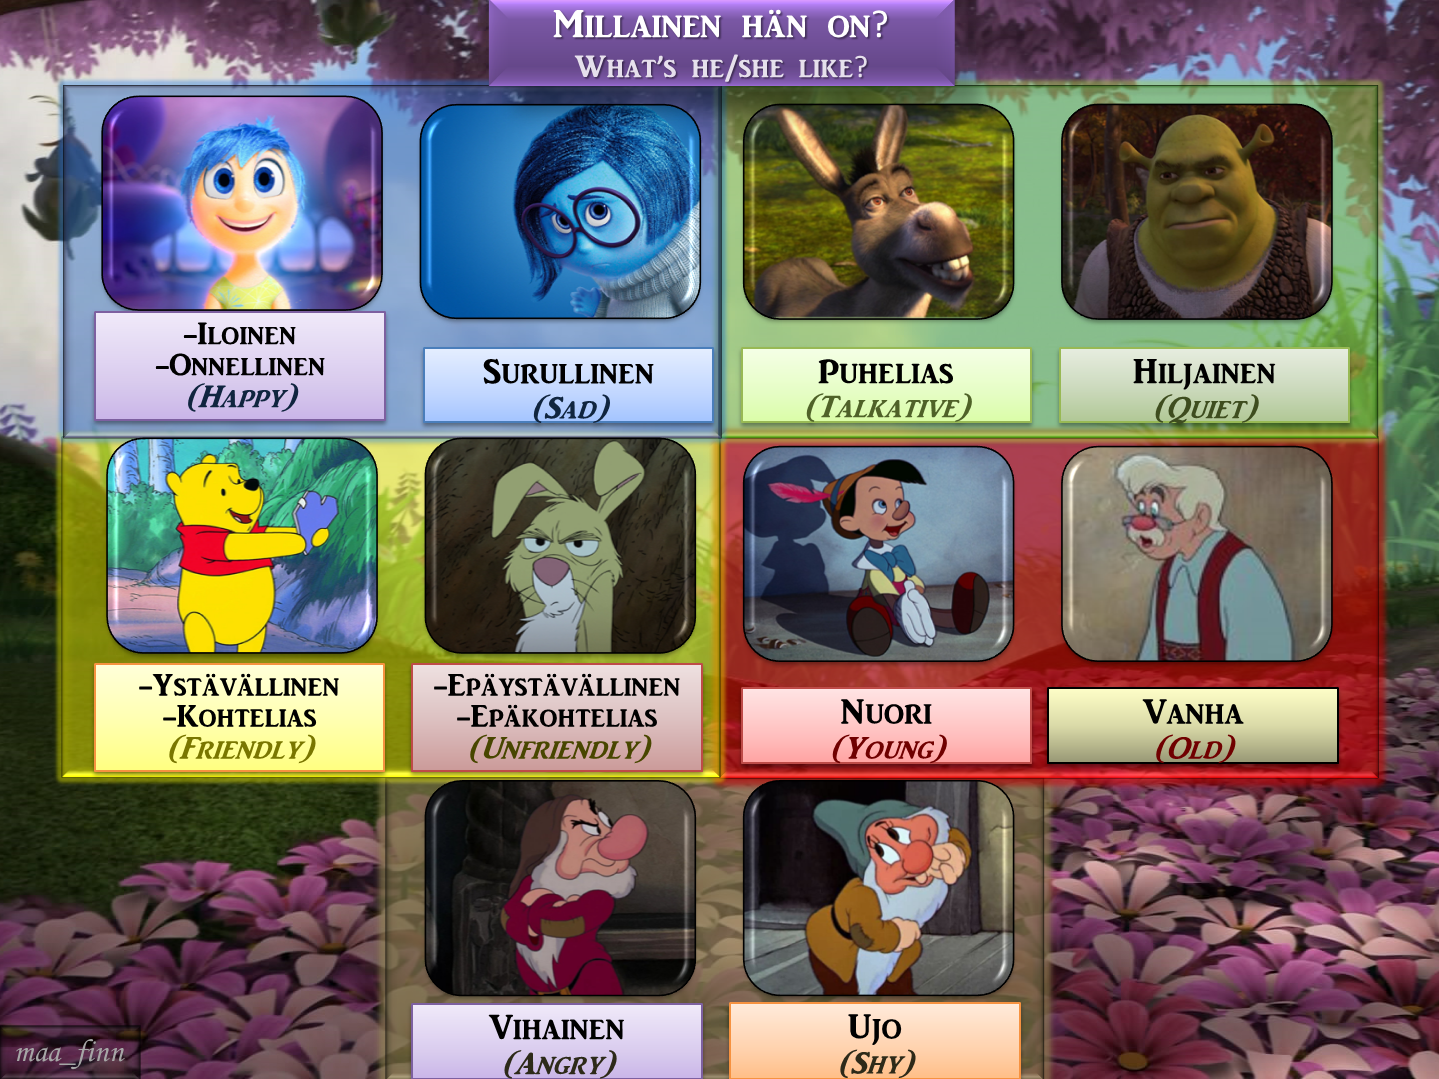 Millainen hän on?
What's he/she like?
-Iloinen
-Onnellinen
(Happy)
Surullinen
(Sad)
Puhelias
(Talkative)
Hiljainen
(Quiet)
-Ystävällinen
-Kohtelias
(Friendly)
-Epäystävällinen
-Epäkohtelias
(Unfriendly)
Nuori
(Young)
Vanha
(Old)
Vihainen
(Angry)
Ujo
(Shy)
maa_finn